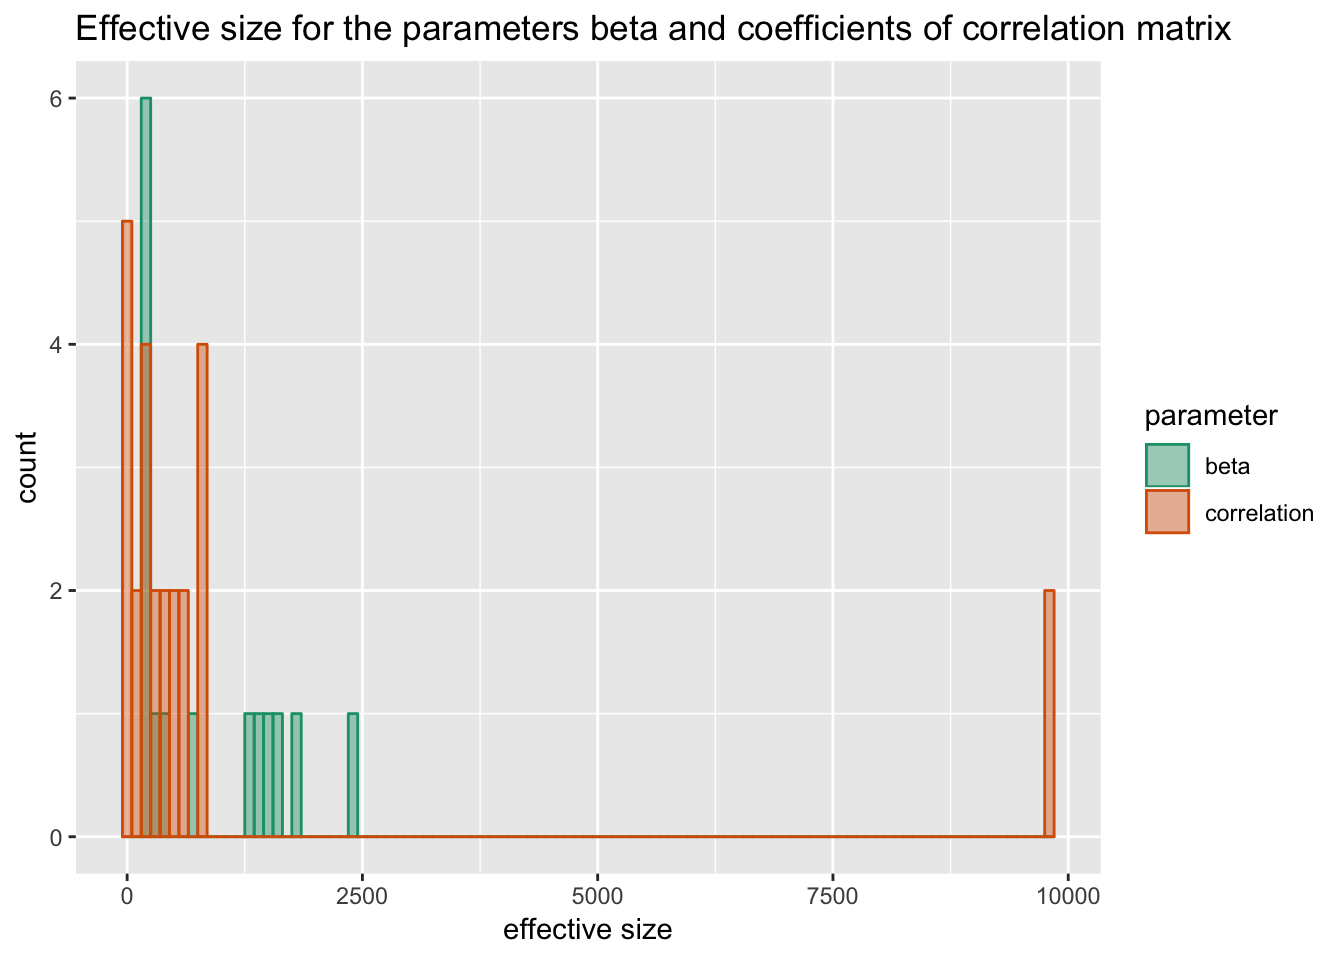 Effective size for the parameters beta and coefficients of correlation matrix
6
4
2
0
count
0 2500 5000 7500 10000
effective size
parameter
beta
correlation